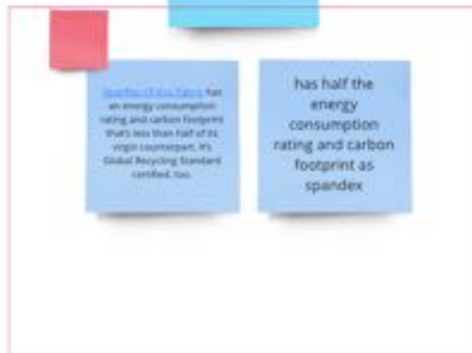 has
an energy consumption
rating and carbon footprint
that's less than half of its
virgin counterpart. It's
Global Recycling Standard
certified, too.
has half the
energy
consumption
rating and carbon
footprint as
spandex